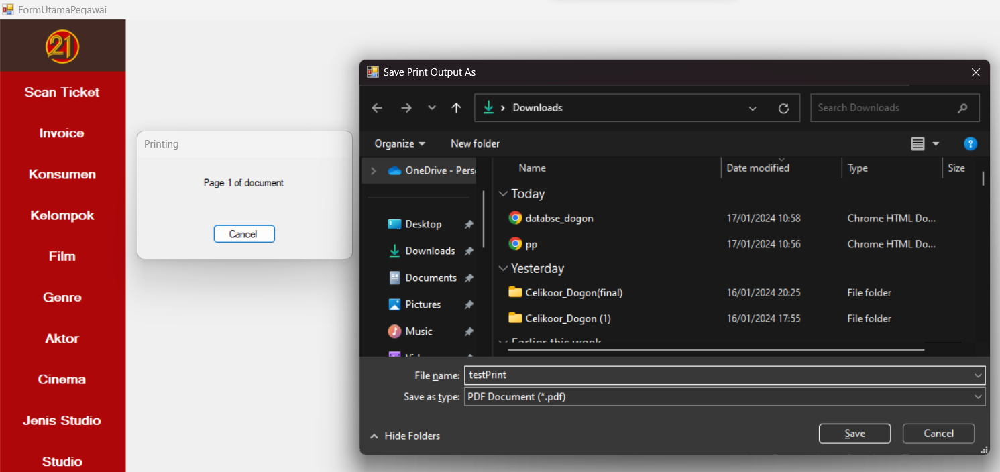 FormUtamaPegawai
21
Scan Ticket
Invoice
Konsumen
Kelompok
Film
Genre
Aktor
Cinema
Jenis Studio
Studio
Printing
Page 1 of document
Cancel
Save Print Output As
Downloads
Search Downloads
Organize
New folder
OneDrive - Pers
Desktop
Downloads
Documents
Pictures
Music
Name Date modified Type Size
Today
databse_dogon 17/01/2024 10:58 Chrome HTML Do...
pp 17/01/2024 10:56 Chrome HTML Do...
Yesterday
Celikoor_Dogon(final) 16/01/2024 20:25 File folder
Celikoor_Dogon (1) 16/01/2024 17:55 File folder
Earlier this week
File name: testPrint
Save as type: PDF Document (*.pdf)
Hide Folders
Save
Cancel